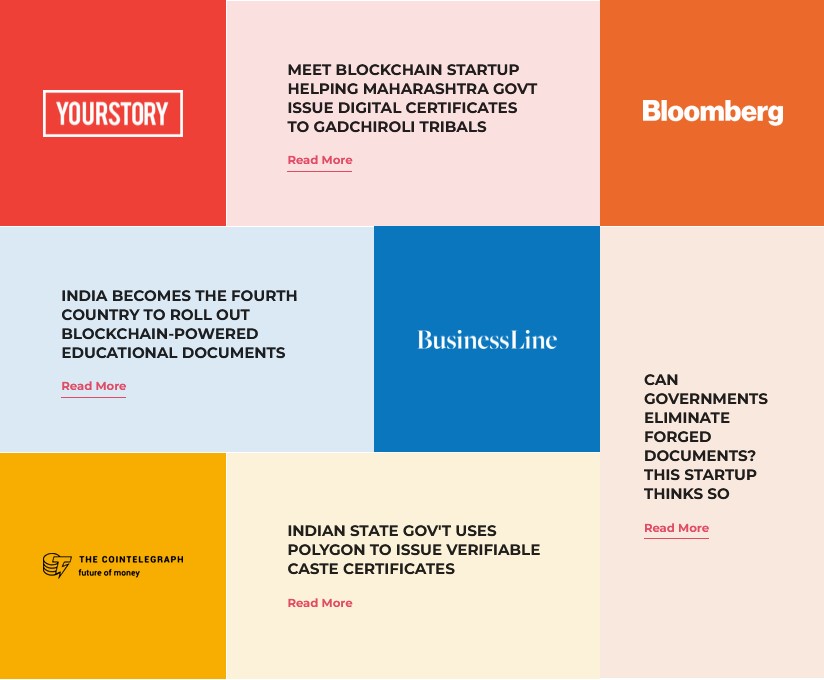 YOURSTORY
MEET BLOCKCHAIN STARTUP
HELPING MAHARASHTRA GOVT
ISSUE DIGITAL CERTIFICATES
TO GADCHIROLI TRIBALS
Read More
Bloomberg
INDIA BECOMES THE FOURTH
COUNTRY TO ROLL OUT
BLOCKCHAIN-POWERED
EDUCATIONAL DOCUMENTS
Read More
BusinessLine
CAN
GOVERNMENTS
ELIMINATE
FORGED
DOCUMENTS?
THIS STARTUP
THINKS SO
Read More
THE COINTELEGRAPH
future of money
INDIAN STATE GOV'T USES
POLYGON TO ISSUE VERIFIABLE
CASTE CERTIFICATES
Read More